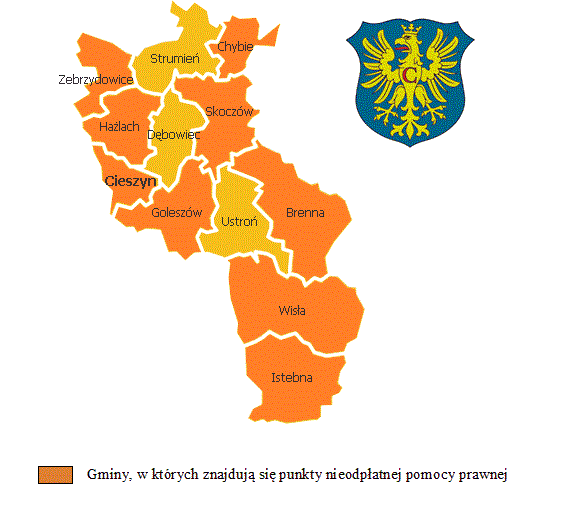 Chybie
Strumień
Zebrzydowice
Skoczów
Haźlach
Dębowiec
Cieszyn
Goleszów
Brenna
Ustroń
Wisła
Istebna
C
Gminy, w których znajdują się punkty nieodpłatnej pomocy prawnej